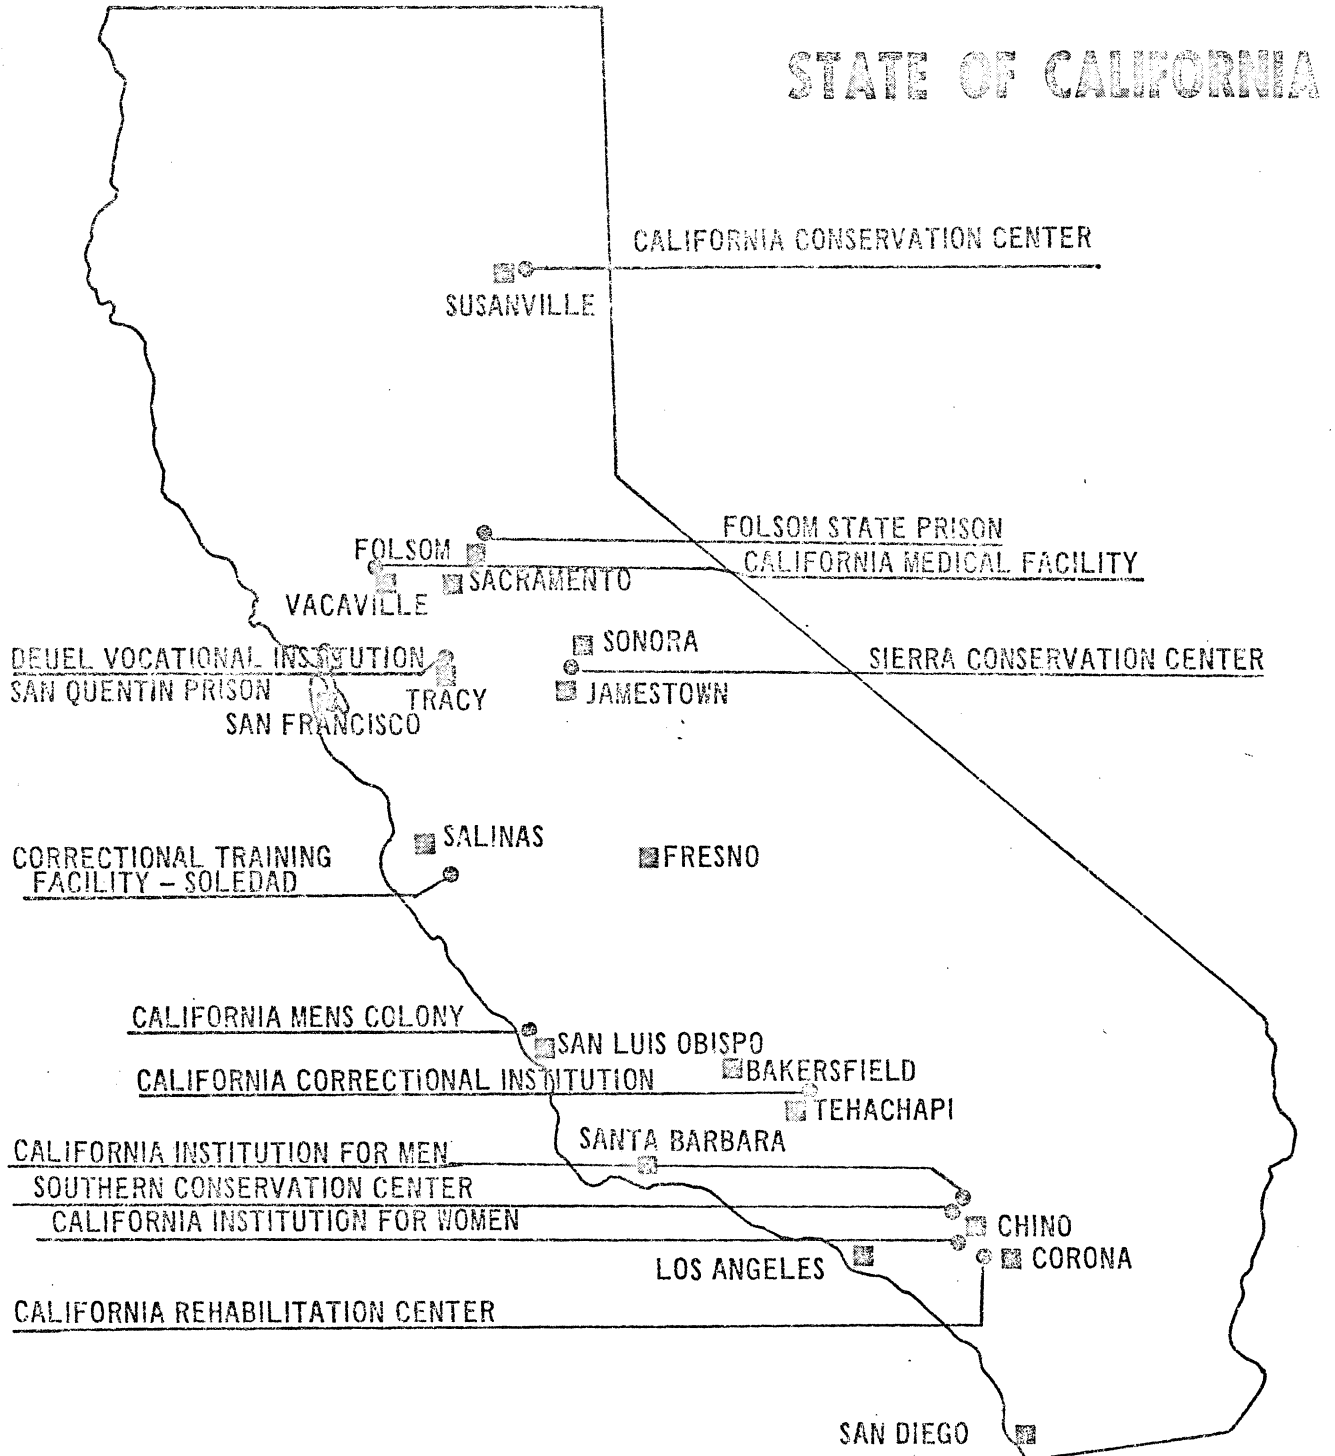 STATE OF CALIFORNIA
CALIFORNIA CONSERVATION CENTER
SUSANVILLE
FOLSOM STATE PRISON
FOLSOM
CALIFORNIA MEDICAL FACILITY
SACRAMENTO
VACAVILLE
SONORA
DEUEL VOCATIONAL INSTITUTION
SIERRA CONSERVATION CENTER
SAN QUENTIN PRISON
TRACY
JAMESTOWN
SAN FRANCISCO
SALINAS
CORRECTIONAL TRAINING
FACILITY – SOLEDAD
FRESNO
CALIFORNIA MENS COLONY
SAN LUIS OBISPO
BAKERSFIELD
CALIFORNIA CORRECTIONAL INSTITUTION
TEHACHAPI
SANTA BARBARA
CALIFORNIA INSTITUTION FOR MEN
SOUTHERN CONSERVATION CENTER
CALIFORNIA INSTITUTION FOR WOMEN
CHINO
LOS ANGELES
CORONA
CALIFORNIA REHABILITATION CENTER
SAN DIEGO